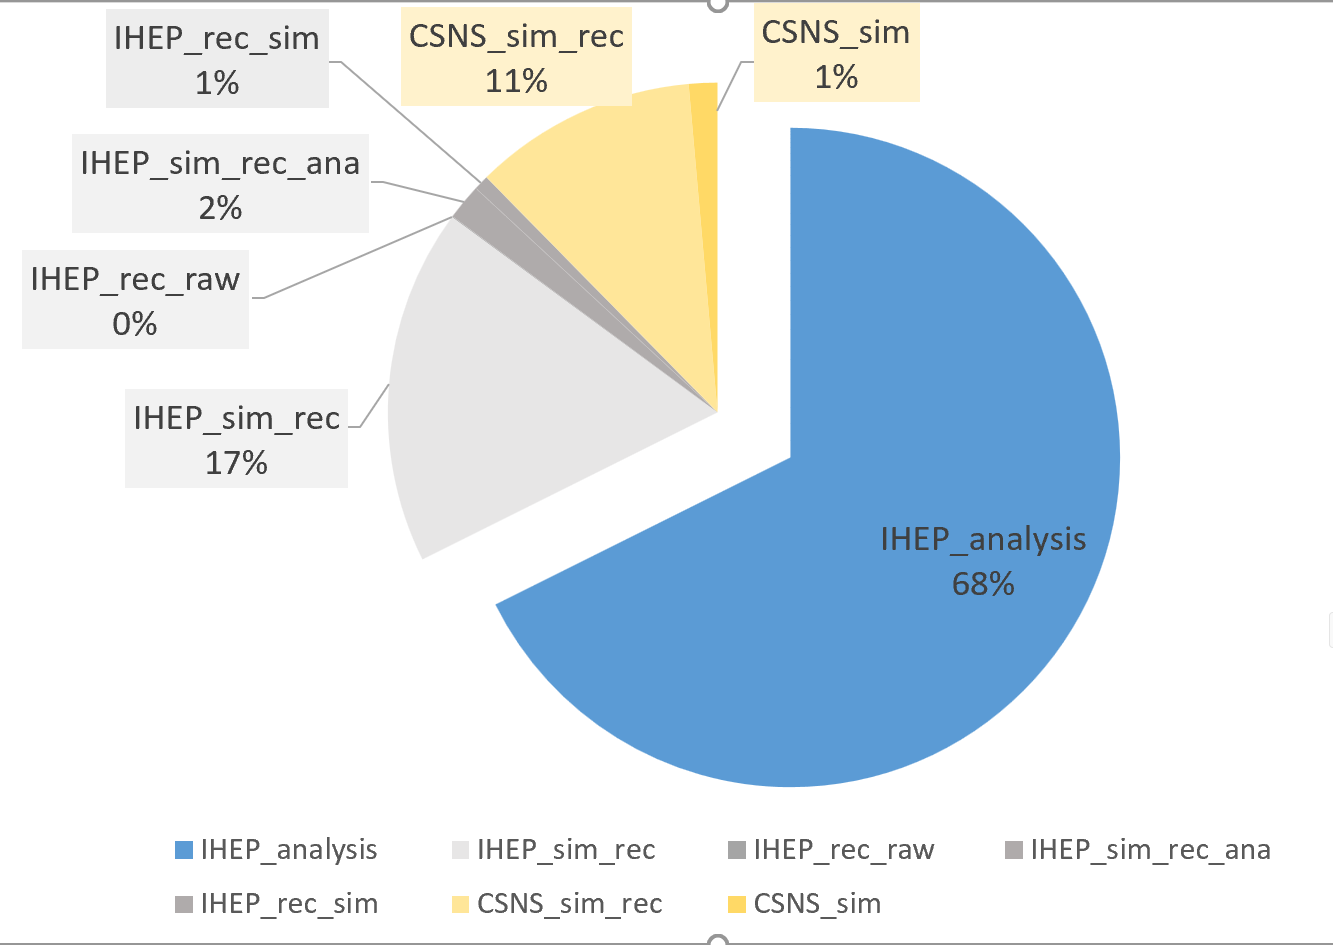 IHEP_rec_sim
1%
CSNS_sim_rec
11%
CSNS_sim
1%
IHEP_sim_rec_ana
2%
IHEP_rec_raw
0%
IHEP_sim_rec
17%
IHEP_analysis
68%
IHEP_analysis
IHEP_sim_rec
IHEP_rec_raw
IHEP_sim_rec_ana
IHEP_rec_sim
CSNS_sim_rec
CSNS_sim